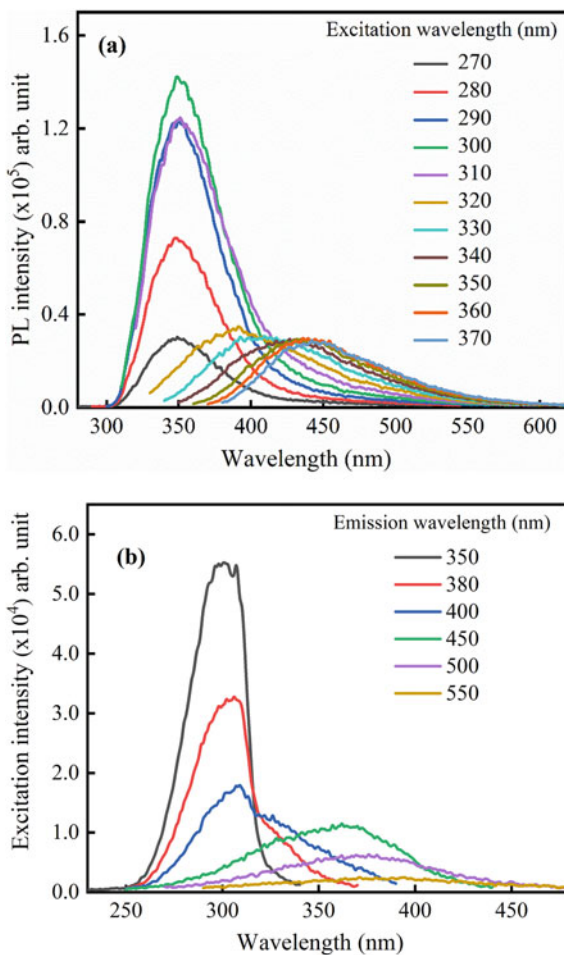 (a)
Excitation wavelength (nm)
270
280
290
300
310
320
330
340
350
360
370
PL intensity (x10⁵) arb. unit
1.6
1.2
0.8
0.4
0.0
300 350 400 450 500 550 600
Wavelength (nm)
(b)
Emission wavelength (nm)
350
380
400
450
500
550
Excitation intensity (x10⁴) arb. unit
6.0
5.0
4.0
3.0
2.0
1.0
0.0
250 300 350 400 450
Wavelength (nm)